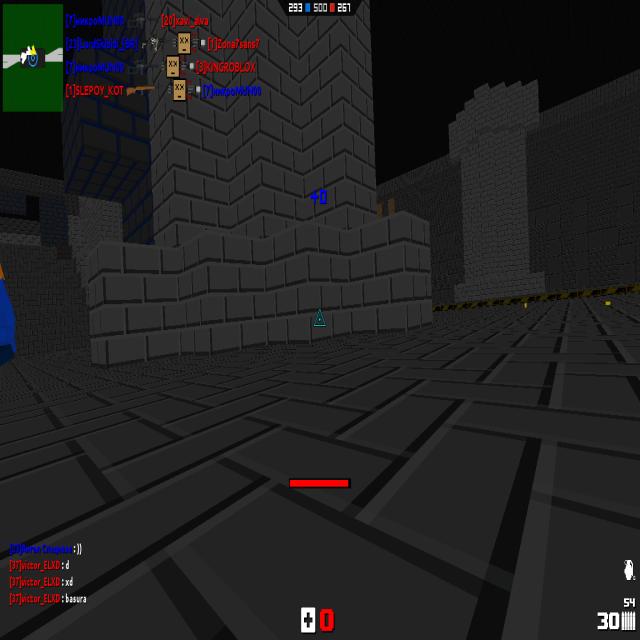 293 500 267
[20]xavi_awa
[1]Zona7sans7
[3]KINGROBLOX
[1]SLEPOY_KOT
+0
:))
[37]victor_ELXD : d
[37]victor_ELXD : xd
[37]victor_ELXD : basura
54
30
0